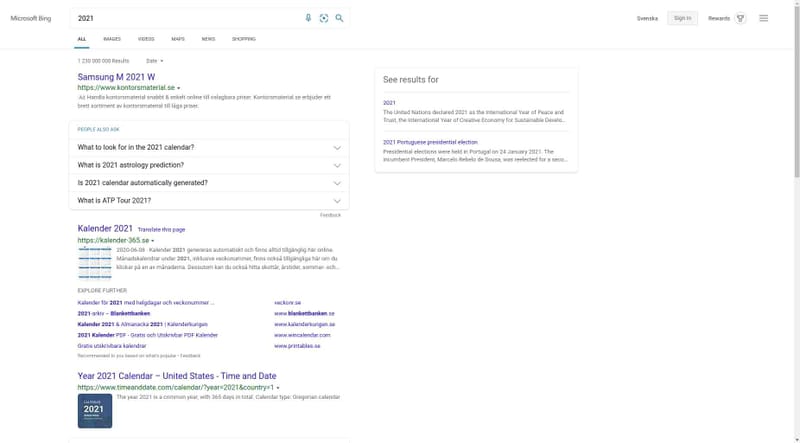 Microsoft Bing
2021
Svenska
Sign in
Rewards
ALL
IMAGES
VIDEOS
MAPS
NEWS
SHOPPING
1 230 000 000 Results
Date
Samsung M 2021 W
https://www.kontorsmaterial.se
Ad Handla kontorsmaterial snabbt & enkelt online till oslagbara priser. Kontorsmaterial.se erbjuder ett
brett sortiment av kontorsmaterial till låga priser.
PEOPLE ALSO ASK
What to look for in the 2021 calendar?
What is 2021 astrology prediction?
Is 2021 calendar automatically generated?
What is ATP Tour 2021?
Feedback
Kalender 2021 Translate this page
https://kalender-365.se
2020-06-08 · Kalender 2021 genereras automatiskt och finns alltid tillgänglig här online.
Månadskalendrar under 2021, inklusive veckonummer, finns också tillgängliga här om du
klickar på en av månaderna. Dessutom kan du också hitta skottår, årstider, sommar- och...
EXPLORE FURTHER
Kalender för 2021 med helgdagar och veckonummer ...
veckonr.se
2021-arkiv – Blankettbanken
www.blankettbanken.se
Kalender 2021 & Almanacka 2021 | Kalenderkungen
www.kalenderkungen.se
2021 Kalender PDF - Gratis och Utskrivbar PDF Kalender
www.wincalendar.com
Gratis utskrivbara kalendrar
www.printables.se
Recommended to you based on what's popular • Feedback
Year 2021 Calendar – United States - Time and Date
https://www.timeanddate.com/calendar/?year=2021&country=1
The year 2021 is a common year, with 365 days in total. Calendar type: Gregorian calendar
2021
See results for
2021
The United Nations declared 2021 as the International Year of Peace and
Trust, the International Year of Creative Economy for Sustainable Develo...
2021 Portuguese presidential election
Presidential elections were held in Portugal on 24 January 2021. The
incumbent President, Marcelo Rebelo de Sousa, was reelected for a seco...